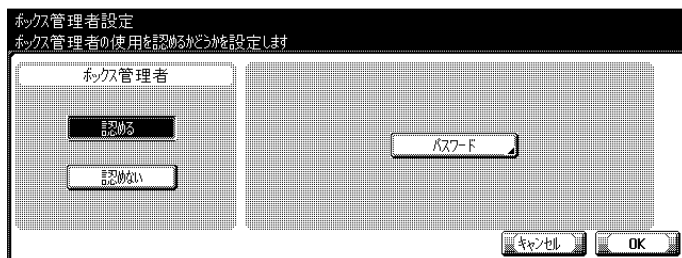 ボックス管理者設定
ボックス管理者の使用を認めるかどうかを設定します
ボックス管理者
認める
パスワード
認めない
キャンセル
OK